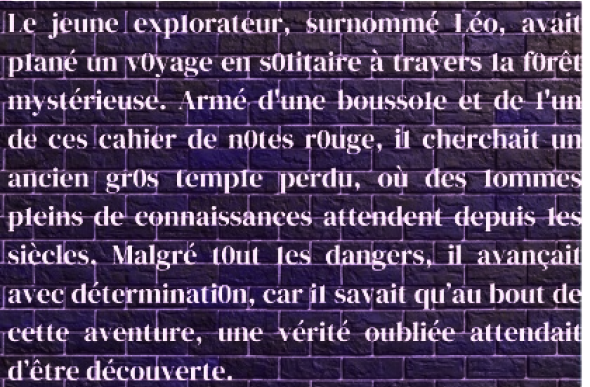 Le jeune explorateur, surnommé Léo, avait
plané un v0yage en s0litaire à travers la f0rêt
mystérieuse. Armé d'une boussole et de l'un
de ces cahier de n0tes r0uge, il cherchait un
ancien gr0s temple perdu, où des tommes
pleins de connaissances attendent depuis les
siècles. Malgré t0ut les dangers, il avançait
avec déterminati0n, car il savait qu’au bout de
cette aventure, une vérité oubliée attendait
d’être découverte.